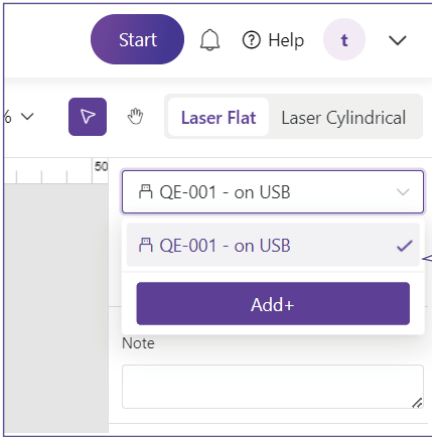 Start
Help
t
%
Laser Flat
Laser Cylindrical
50
QE-001 - on USB
QE-001 - on USB
Add+
Note